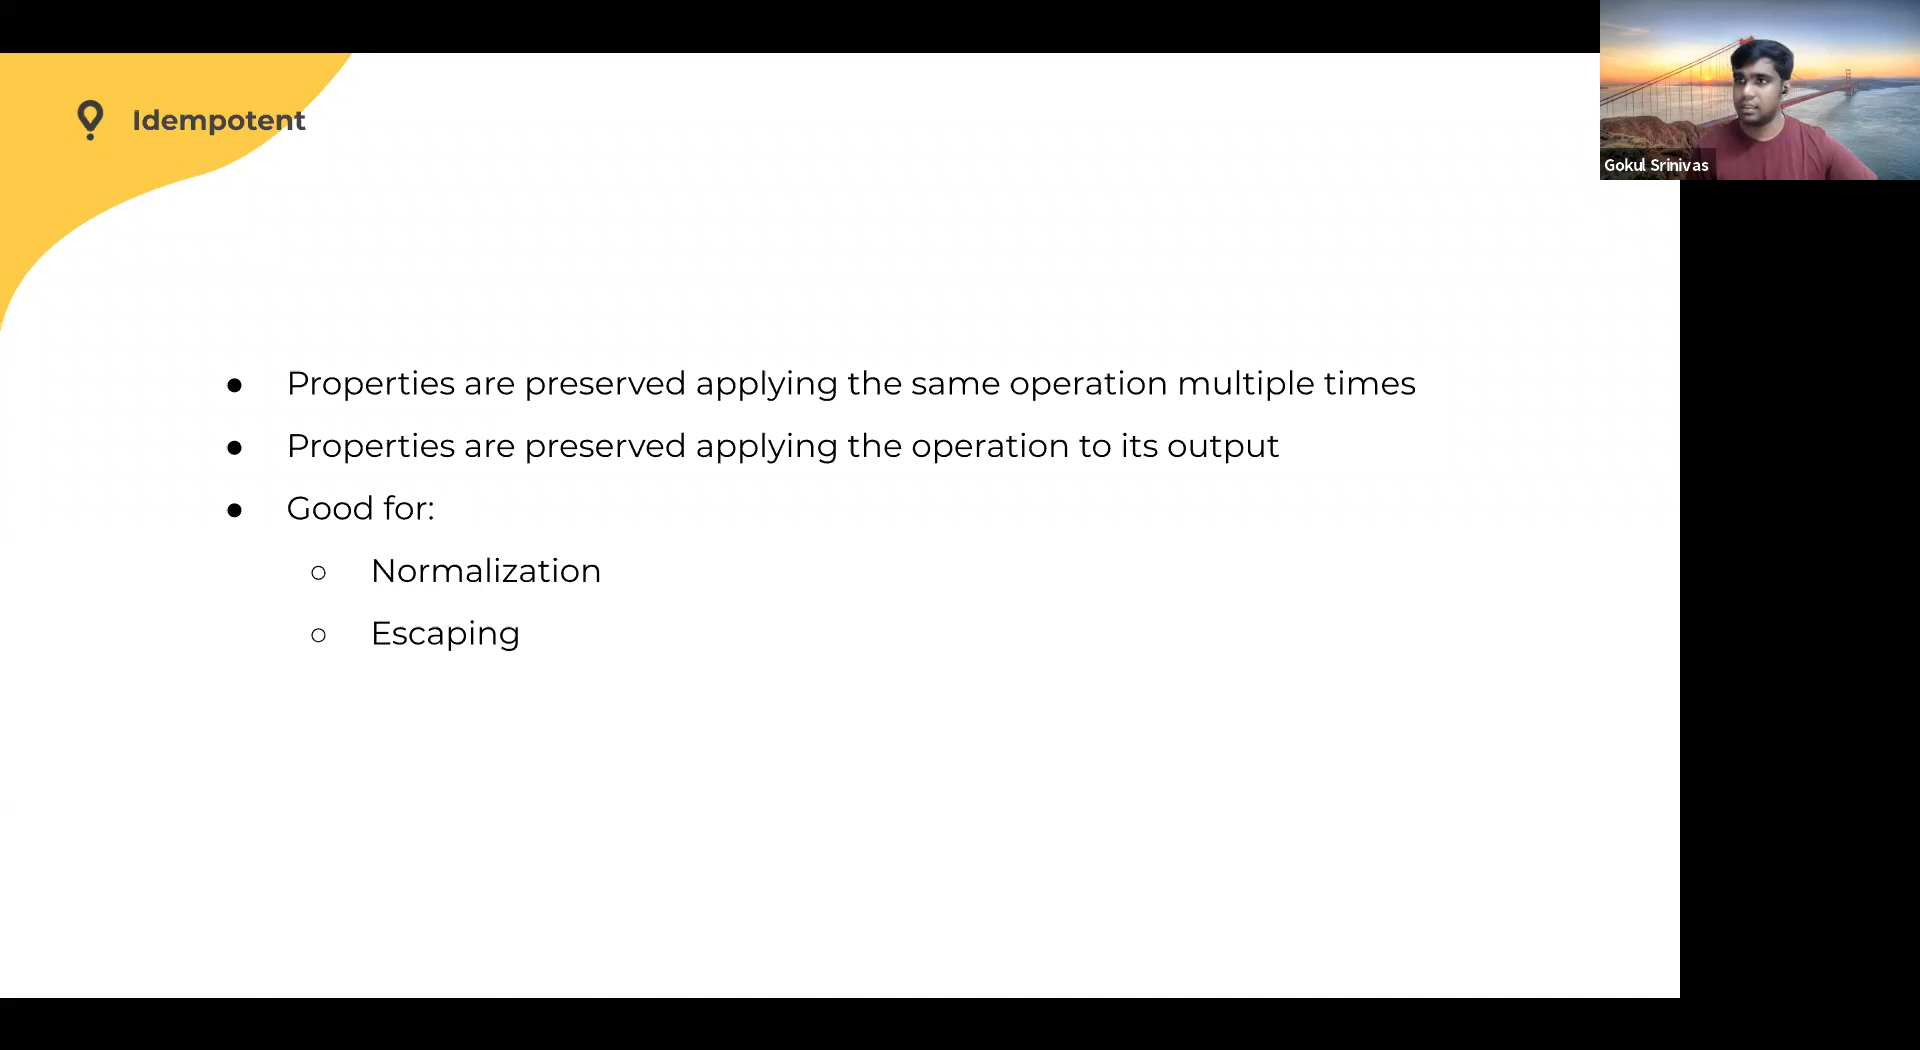 Idempotent
Gokul Srinivas
● Properties are preserved applying the same operation multiple times
● Properties are preserved applying the operation to its output
● Good for:
○ Normalization
○ Escaping